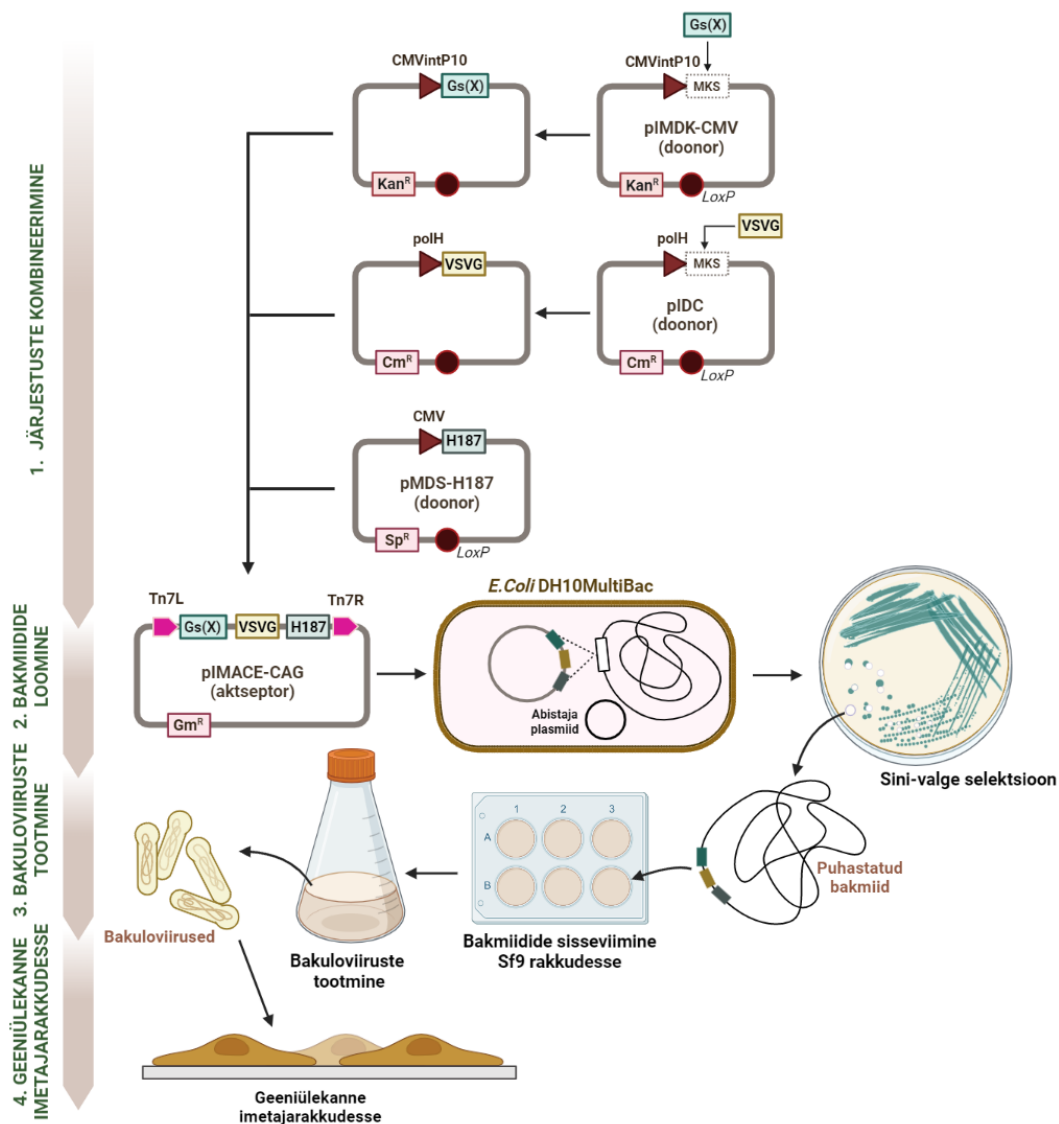 1. JÄRJESTUSTE KOMBINEERIMINE
Gs(X)
CMVintP10
Gs(X)
Kanᴿ
CMVintP10
MKS
pIMDK-CMV
(doonor)
Kanᴿ
LoxP
polH
VSVG
Cmᴿ
VSVG
polH
MKS
pIDC
(doonor)
Cmᴿ
LoxP
CMV
H187
pMDS-H187
(doonor)
Spᴿ
LoxP
2. BAKMIIDIDE
LOOMINE
Tn7L
Tn7R
Gs(X)
VSVG
H187
pIMACE-CAG
(aktseptor)
Gmᴿ
E.Coli DH10MultiBac
Abistaja
plasmiid
Sini-valge selektsioon
3. BAKULOVIIRUSTE
TOOTMINE
Puhastatud
bakmiid
1 2 3
A
B
Bakmiidide sisseviimine
Sf9 rakkudesse
Bakuloviiruste
tootmine
Bakuloviirused
4. GEENIÜLEKANNE
IMETAJARAKKUDESSE
Geeniülekanne
imetajarakkudesse